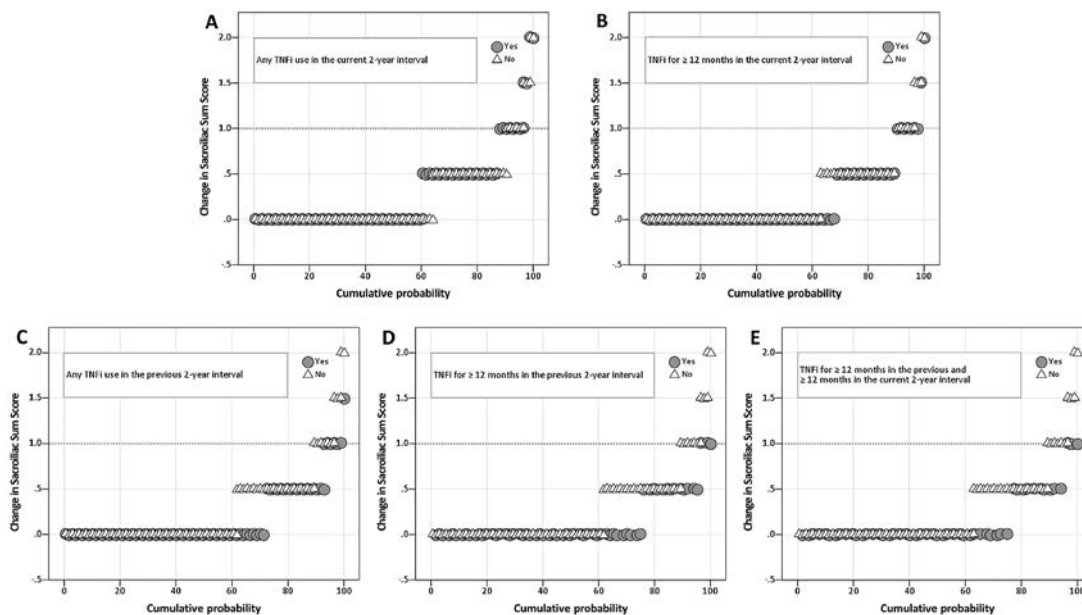 A
Change in Sacroiliac Sum Score
2.0
1.5
1.0
.5
.0
-.5
Any TNFi use in the current 2-year interval
Yes
No
0
20
40
60
80
100
Cumulative probability
B
Change in Sacroiliac Sum Score
2.0
1.5
1.0
.5
.0
-.5
TNFi for ≥ 12 months in the current 2-year interval
Yes
No
0
20
40
60
80
100
Cumulative probability
C
Change in Sacroiliac Sum Score
2.0
1.5
1.0
.5
.0
-.5
Any TNFi use in the previous 2-year interval
Yes
No
0
20
40
60
80
100
Cumulative probability
D
Change in Sacroiliac Sum Score
2.0
1.5
1.0
.5
.0
-.5
TNFi for ≥ 12 months in the previous 2-year interval
Yes
No
0
20
40
60
80
100
Cumulative probability
E
Change in Sacroiliac Sum Score
2.0
1.5
1.0
.5
.0
-.5
TNFi for ≥ 12 months in the previous and
≥ 12 months in the current 2-year interval
Yes
No
0
20
40
60
80
100
Cumulative probability